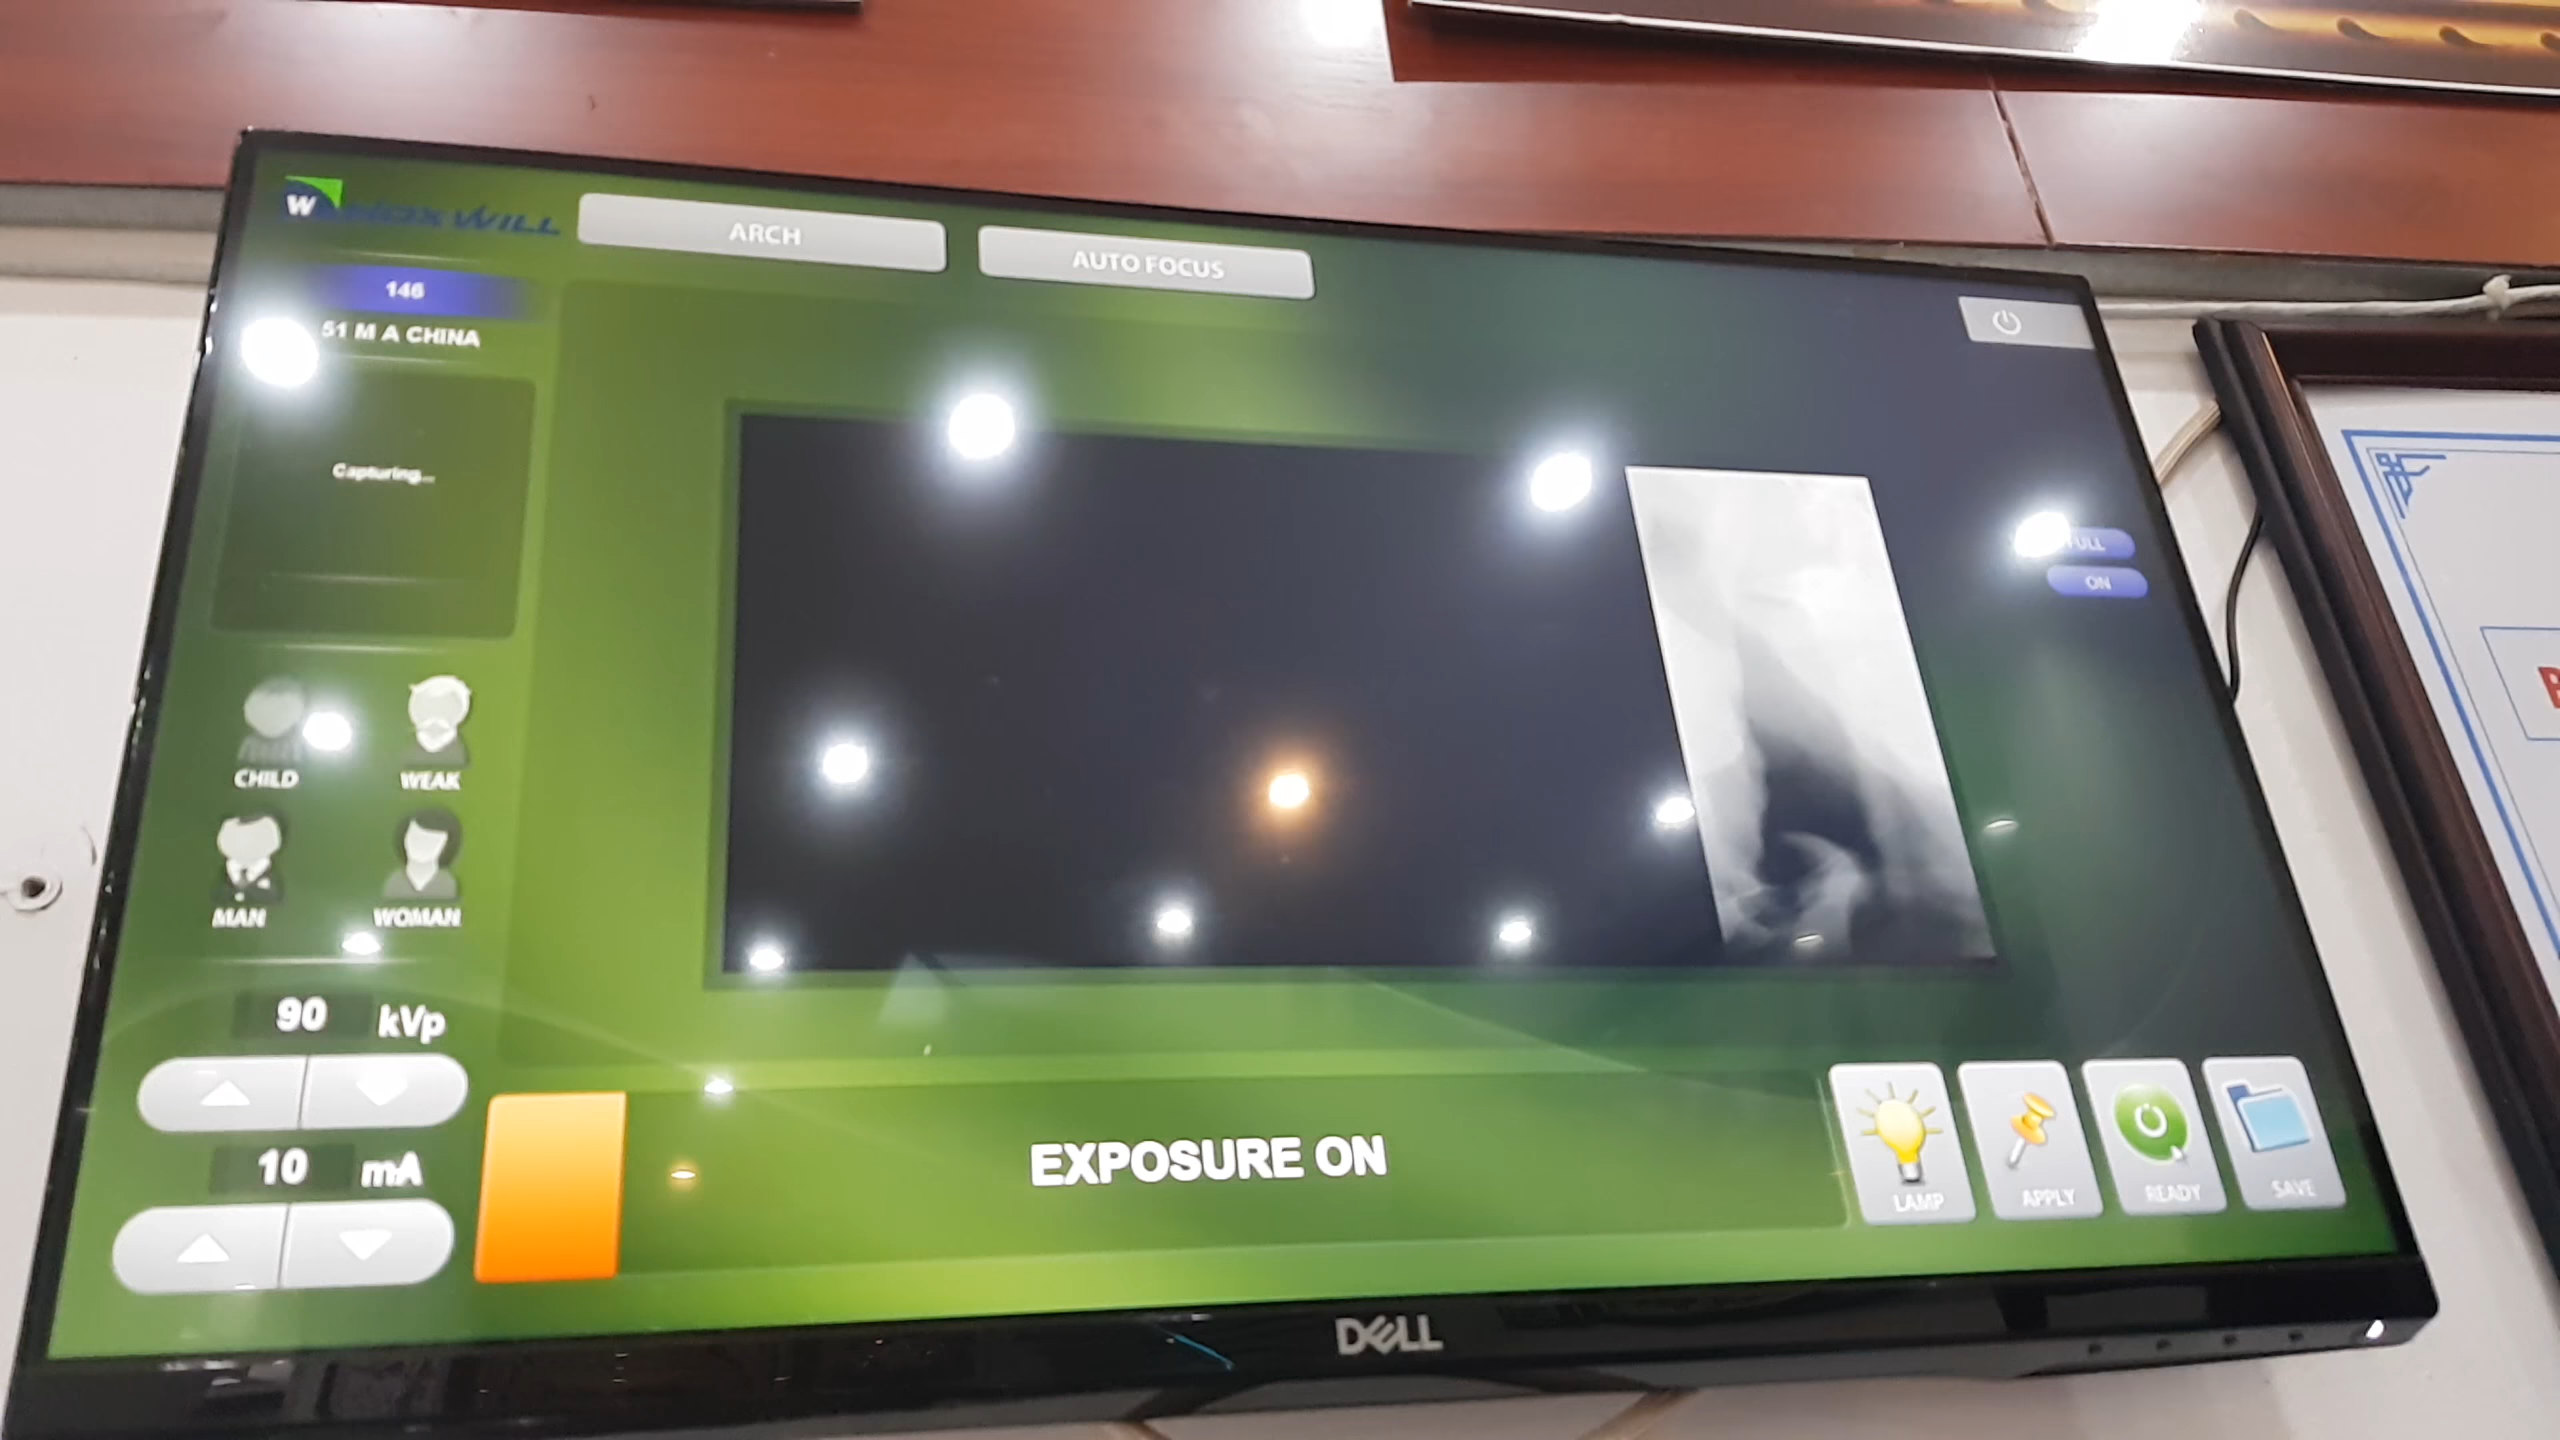 ARCH
AUTO FOCUS
146
51 M A CHINA
Capturing...
FULL
ON
CHILD
WEAK
MAN
WOMAN
90 kVp
10 mA
EXPOSURE ON
LAMP
APPLY
READY
SAVE
DELL